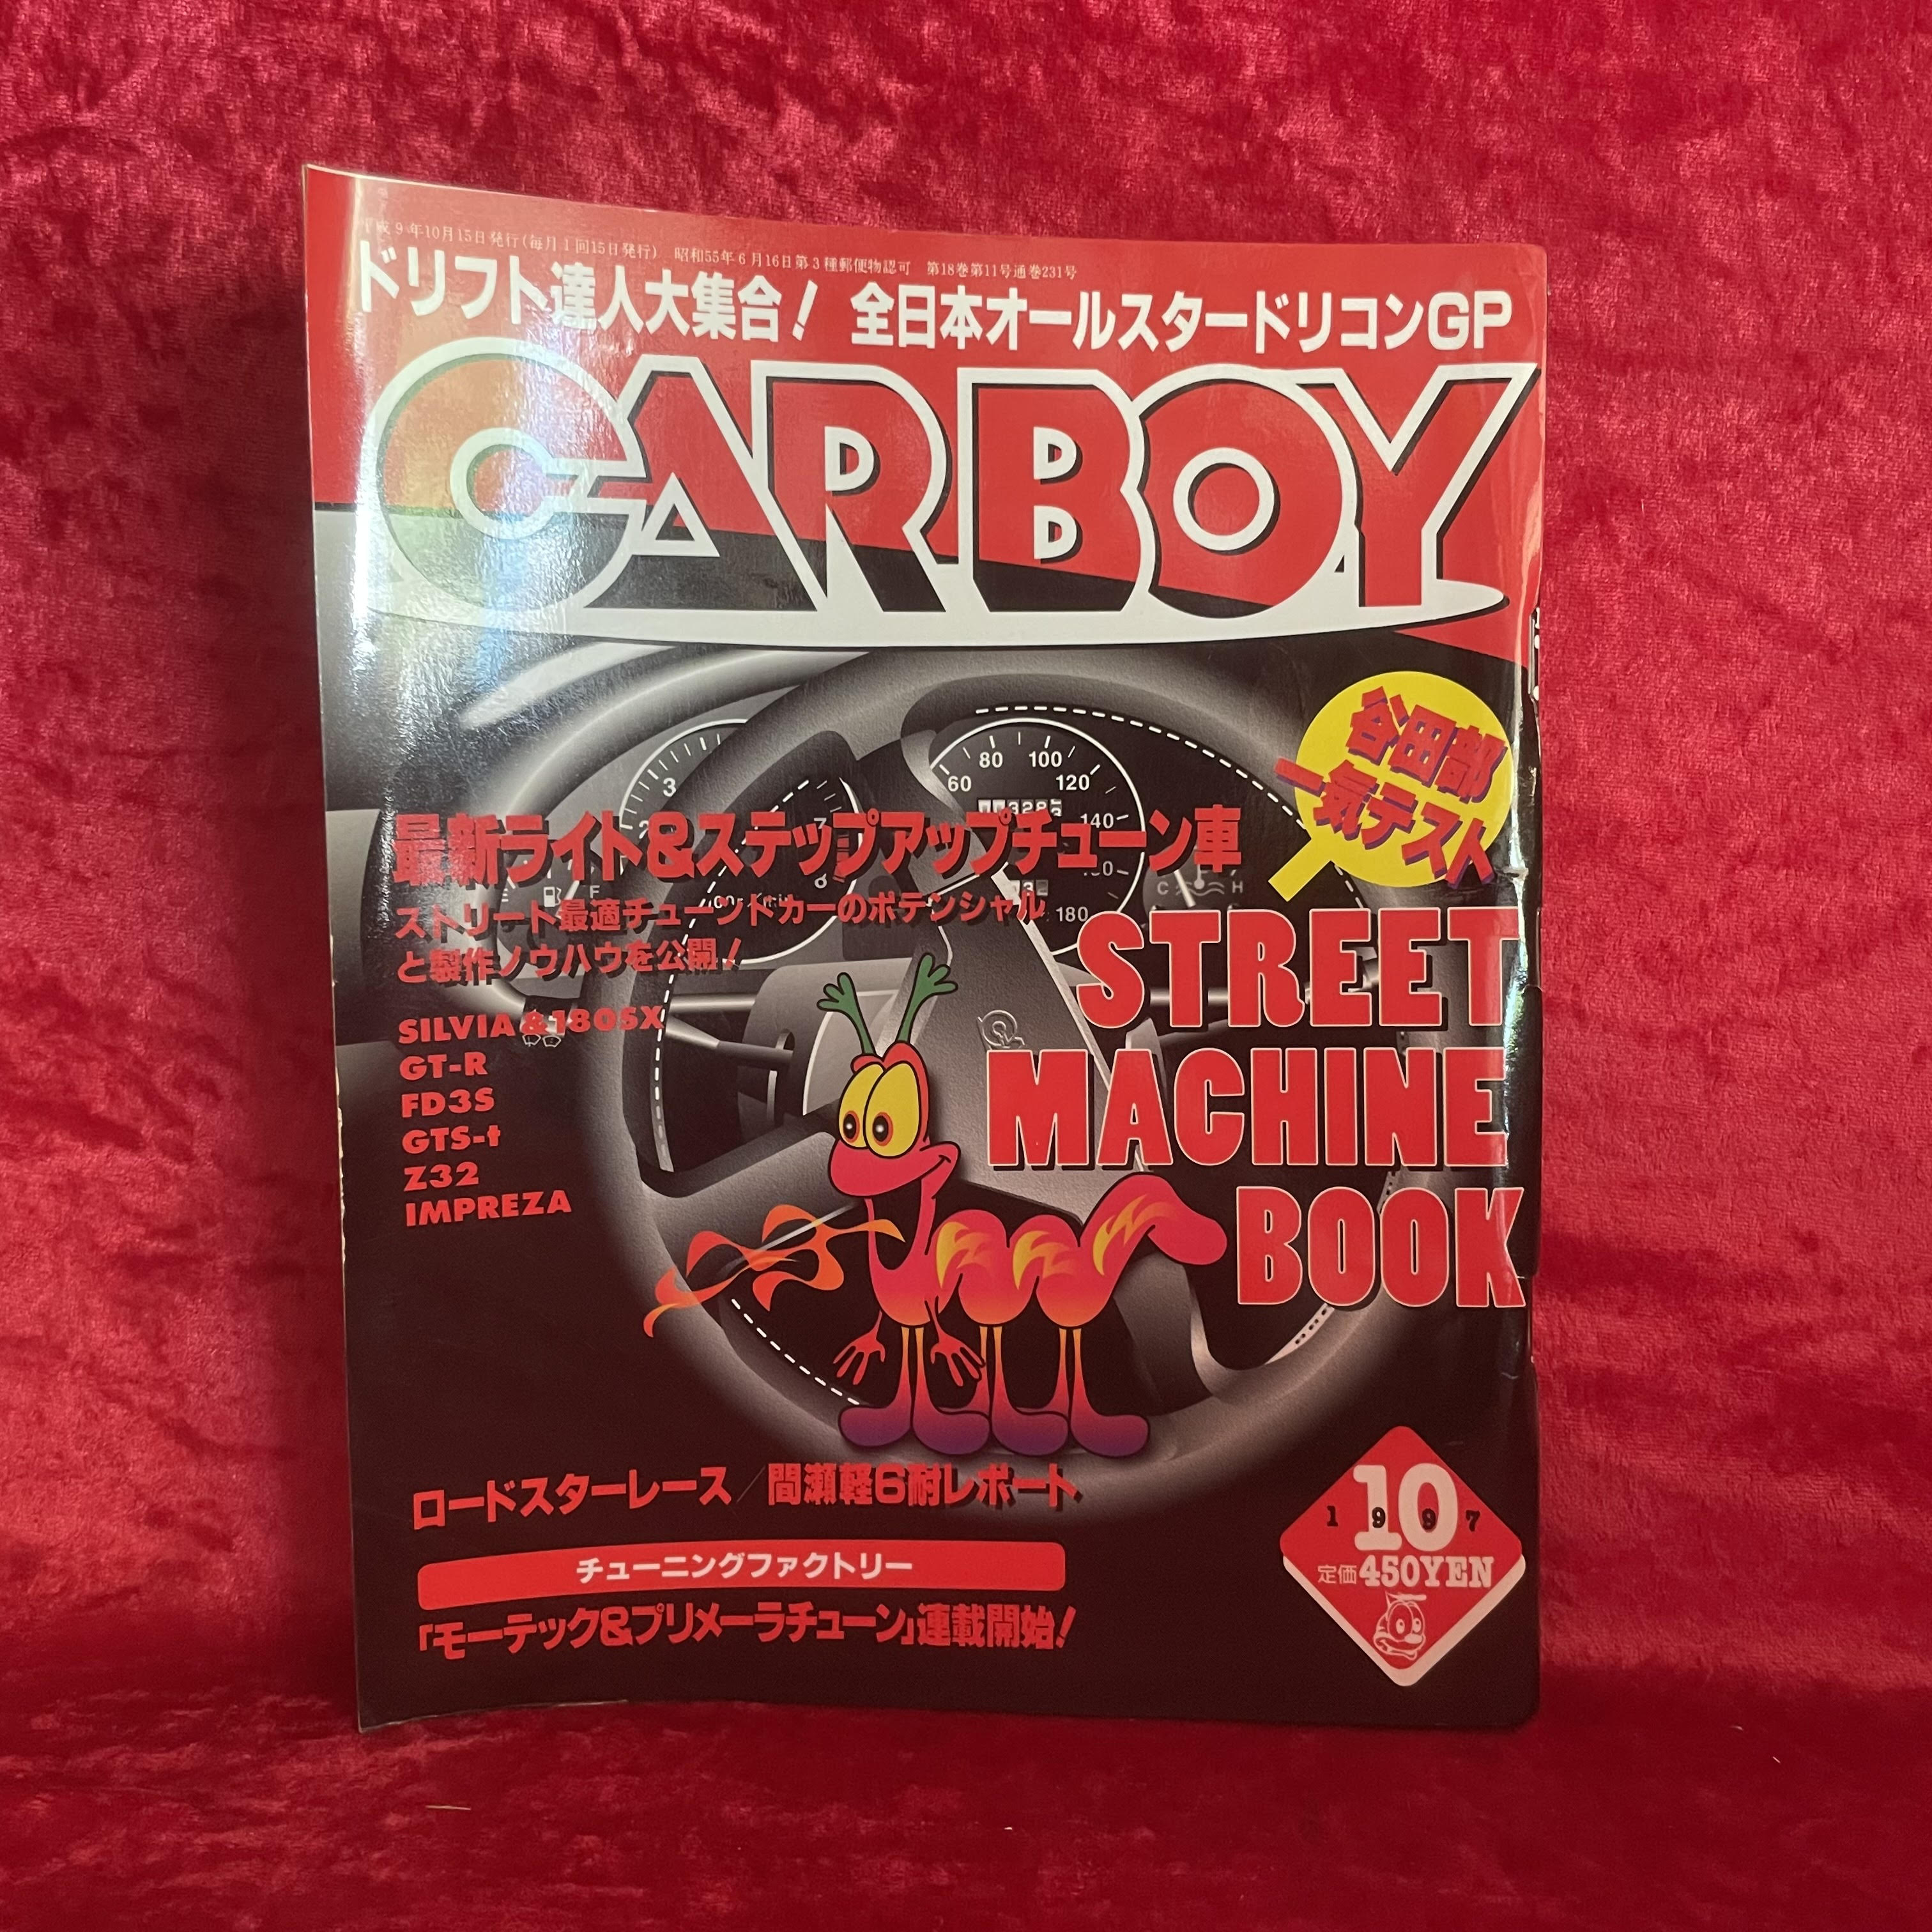 平成9年10月15日発行(毎月1回15日発行) 昭和55年6月16日第3種郵便物認可 第18巻第11号通巻231号
ドリフト達人大集合! 全日本オールスタードリコンGP
CARBOY
谷田部
一気テスト
3
60
80
100
120
140
180
C H
E F
最新ライト&ステップアップチューン車
ストリート最適チューンドカーのポテンシャル
と製作ノウハウを公開!
SILVIA&180SX
GT-R
FD3S
GTS-t
Z32
IMPREZA
STREET
MACHINE
BOOK
ロードスターレース/間瀬軽6耐レポート
チューニングファクトリー
「モーテック&プリメーラチューン」連載開始!
10
1997
定価450YEN